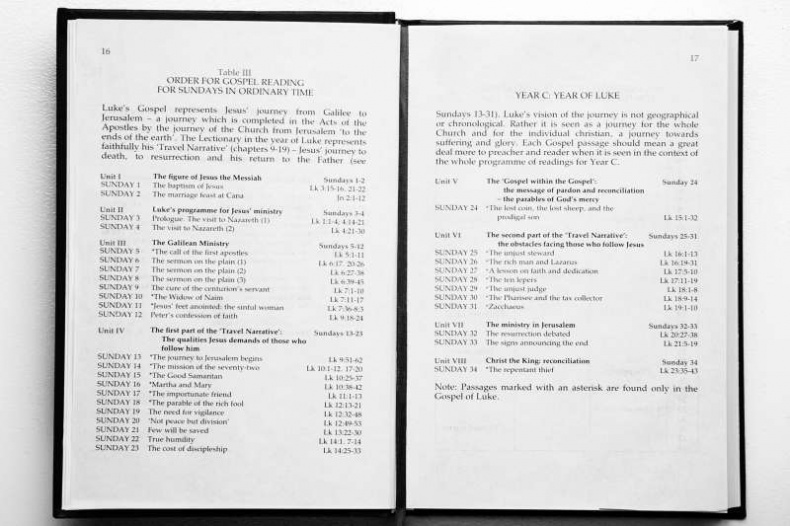 16
Table III
ORDER FOR GOSPEL READING
FOR SUNDAYS IN ORDINARY TIME
Luke's Gospel represents Jesus' journey from Galilee to
Jerusalem – a journey which is completed in the Acts of the
Apostles by the journey of the Church from Jerusalem 'to the
ends of the earth'. The Lectionary in the year of Luke represents
faithfully his 'Travel Narrative' (chapters 9-19) – Jesus' journey to
death, to resurrection and his return to the Father (see
Unit I The figure of Jesus the Messiah Sundays 1-2
SUNDAY 1 The baptism of Jesus Lk 3:15-16. 21-22
SUNDAY 2 The marriage feast at Cana Jn 2:1-12
Unit II Luke's programme for Jesus' ministry Sundays 3-4
SUNDAY 3 Prologue. The visit to Nazareth (1) Lk 1:1-4; 4:14-21
SUNDAY 4 The visit to Nazareth (2) Lk 4:21-30
Unit III The Galilean Ministry Sundays 5-12
SUNDAY 5 *The call of the first apostles Lk 5:1-11
SUNDAY 6 The sermon on the plain (1) Lk 6:17. 20-26
SUNDAY 7 The sermon on the plain (2) Lk 6:27-38
SUNDAY 8 The sermon on the plain (3) Lk 6:39-45
SUNDAY 9 The cure of the centurion's servant Lk 7:1-10
SUNDAY 10 *The Widow of Naim Lk 7:11-17
SUNDAY 11 *Jesus' feet anointed: the sinful woman Lk 7:36-8:3
SUNDAY 12 Peter's confession of faith Lk 9:18-24
Unit IV The first part of the 'Travel Narrative': Sundays 13-23
The qualities Jesus demands of those who
follow him
SUNDAY 13 *The journey to Jerusalem begins Lk 9:51-62
SUNDAY 14 *The mission of the seventy-two Lk 10:1-12. 17-20
SUNDAY 15 *The Good Samaritan Lk 10:25-37
SUNDAY 16 *Martha and Mary Lk 10:38-42
SUNDAY 17 *The importunate friend Lk 11:1-13
SUNDAY 18 *The parable of the rich fool Lk 12:13-21
SUNDAY 19 The need for vigilance Lk 12:32-48
SUNDAY 20 'Not peace but division' Lk 12:49-53
SUNDAY 21 Few will be saved Lk 13:22-30
SUNDAY 22 True humility Lk 14:1. 7-14
SUNDAY 23 The cost of discipleship Lk 14:25-33
17
YEAR C: YEAR OF LUKE
Sundays 13-31). Luke's vision of the journey is not geographical
or chronological. Rather it is seen as a journey for the whole
Church and for the individual christian, a journey towards
suffering and glory. Each Gospel passage should mean a great
deal more to preacher and reader when it is seen in the context of
the whole programme of readings for Year C.
Unit V The 'Gospel within the Gospel': Sunday 24
the message of pardon and reconciliation
– the parables of God's mercy
SUNDAY 24 *The lost coin, the lost sheep, and the
prodigal son Lk 15:1-32
Unit VI The second part of the 'Travel Narrative': Sundays 25-31
the obstacles facing those who follow Jesus
SUNDAY 25 *The unjust steward Lk 16:1-13
SUNDAY 26 *The rich man and Lazarus Lk 16:19-31
SUNDAY 27 *A lesson on faith and dedication Lk 17:5-10
SUNDAY 28 *The ten lepers Lk 17:11-19
SUNDAY 29 *The unjust judge Lk 18:1-8
SUNDAY 30 *The Pharisee and the tax collector Lk 18:9-14
SUNDAY 31 *Zacchaeus Lk 19:1-10
Unit VII The ministry in Jerusalem Sundays 32-33
SUNDAY 32 The resurrection debated Lk 20:27-38
SUNDAY 33 The signs announcing the end Lk 21:5-19
Unit VIII Christ the King: reconciliation Sunday 34
SUNDAY 34 *The repentant thief Lk 23:35-43
Note: Passages marked with an asterisk are found only in the
Gospel of Luke.